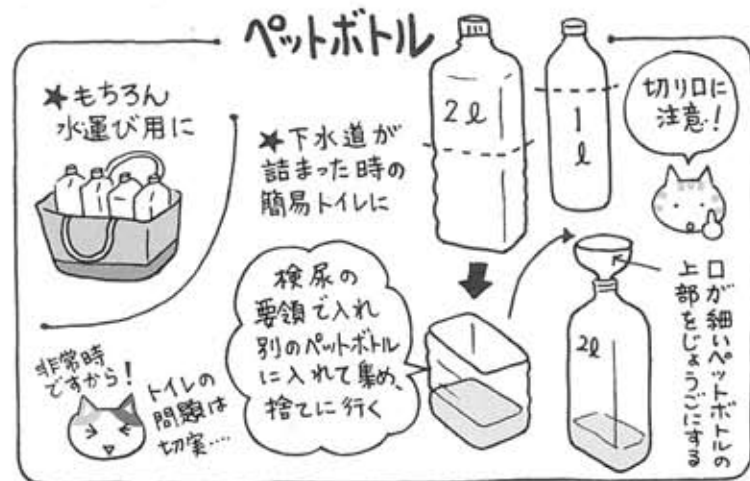 ペットボトル
★もちろん
水運び用に
★下水道が
詰まった時の
簡易トイレに
2ℓ
1
ℓ
切り口に
注意!
検尿の
要領で入れ
別のペットボトル
に入れて集め、
捨てに行く
2ℓ
口が細いペットボトルの
上部をじょうごにする
非常時
ですから!
トイレの
問題は
切実‥‥